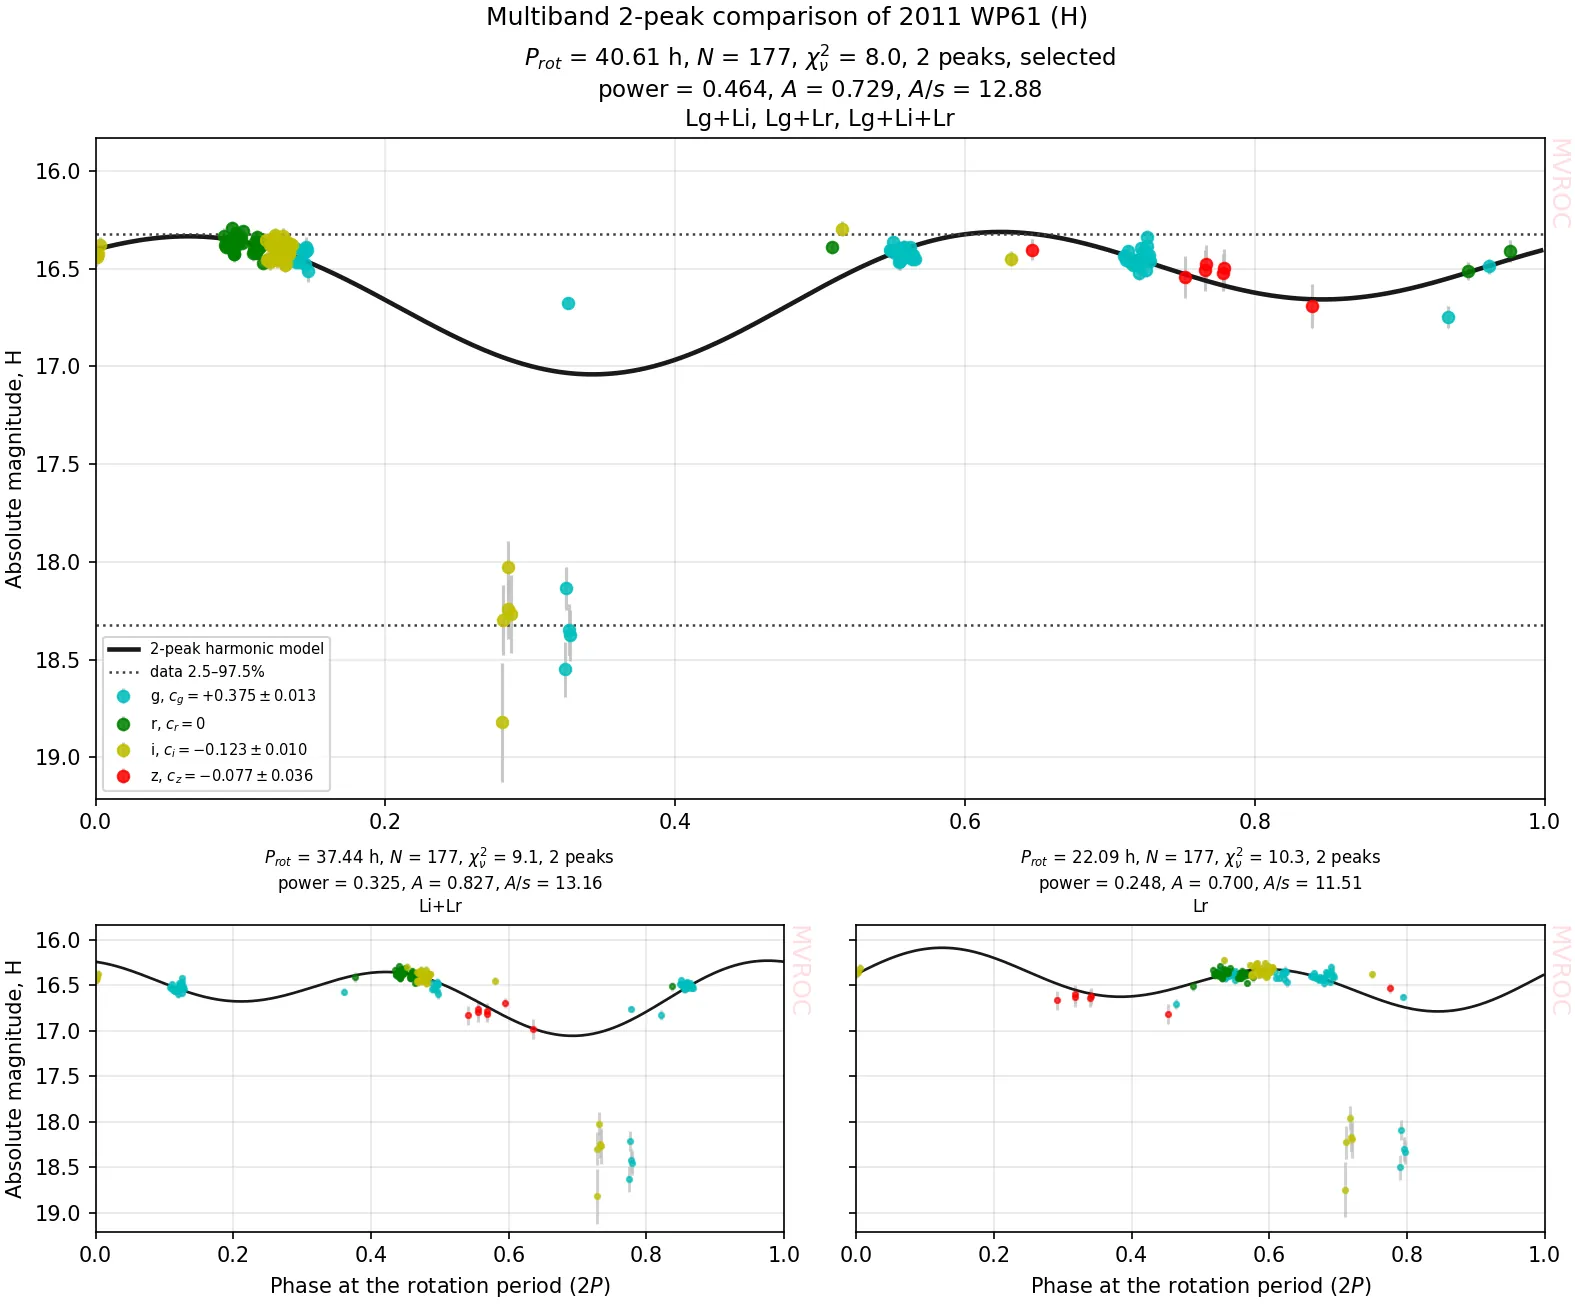 Multiband 2-peak comparison of 2011 WP61 (H)
P_rot = 40.61 h, N = 177, χ²_ν = 8.0, 2 peaks, selected
power = 0.464, A = 0.729, A/s = 12.88
Lg+Li, Lg+Lr, Lg+Li+Lr
MVROC
Absolute magnitude, H
16.0
16.5
17.0
17.5
18.0
18.5
19.0
2-peak harmonic model
data 2.5–97.5%
g, c_g = +0.375 ± 0.013
r, c_r = 0
i, c_i = −0.123 ± 0.010
z, c_z = −0.077 ± 0.036
0.0 0.2 0.4 0.6 0.8 1.0
P_rot = 37.44 h, N = 177, χ²_ν = 9.1, 2 peaks
power = 0.325, A = 0.827, A/s = 13.16
Li+Lr
MVROC
Absolute magnitude, H
16.0
16.5
17.0
17.5
18.0
18.5
19.0
0.0 0.2 0.4 0.6 0.8 1.0
Phase at the rotation period (2P)
P_rot = 22.09 h, N = 177, χ²_ν = 10.3, 2 peaks
power = 0.248, A = 0.700, A/s = 11.51
Lr
MVROC
0.0 0.2 0.4 0.6 0.8 1.0
Phase at the rotation period (2P)